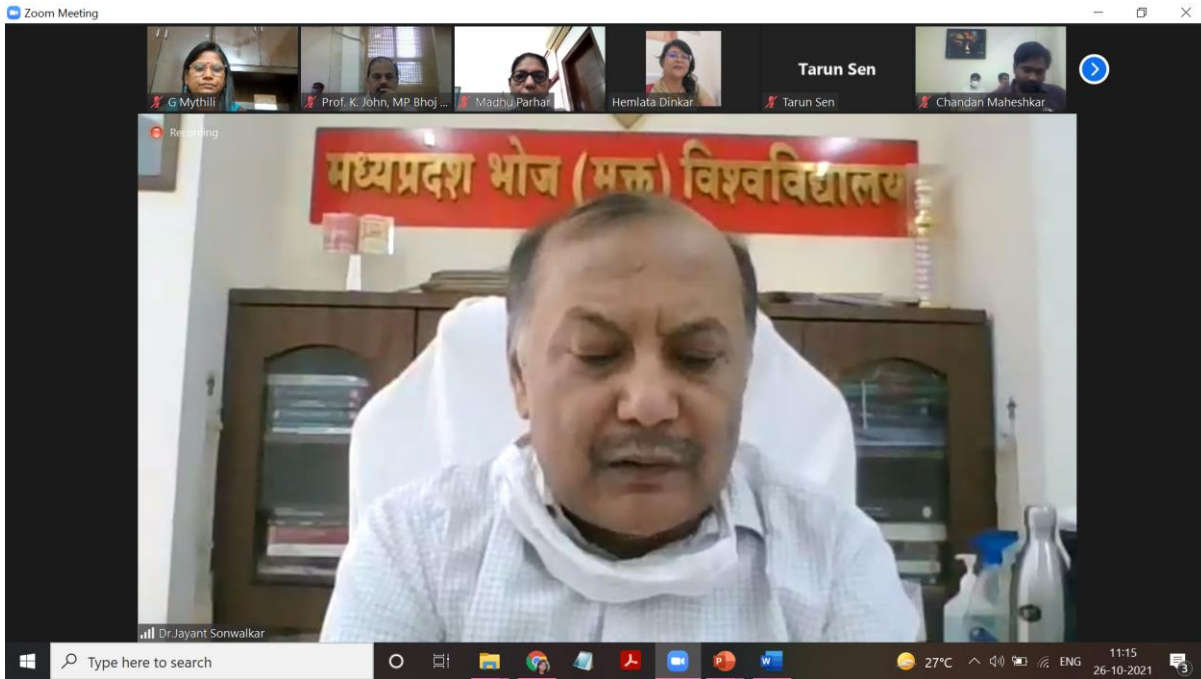 Zoom Meeting
G Mythili
Prof. K. John, MP Bhoj ...
Madhu Parhar
Hemlata Dinkar
Tarun Sen
Tarun Sen
Chandan Maheshkar
Recording
मध्यप्रदेश भोज (मुक्त) विश्वविद्यालय
Dr.Jayant Sonwalkar
Type here to search
27°C
ENG
11:15
26-10-2021
3